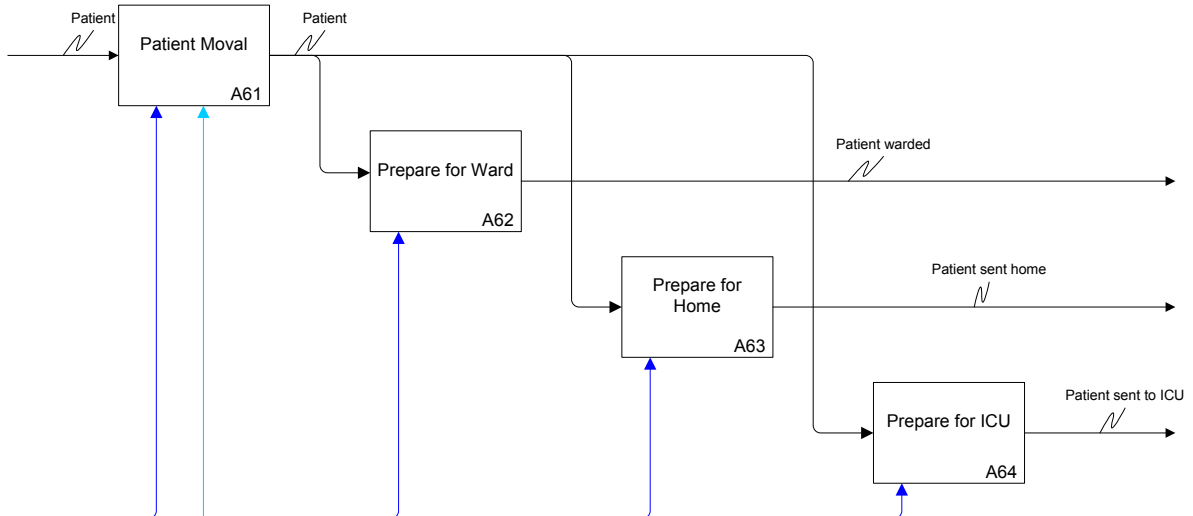 Patient
Patient
Patient Moval
A61
Patient warded
Prepare for Ward
A62
Patient sent home
Prepare for
Home
A63
Patient sent to ICU
Prepare for ICU
A64